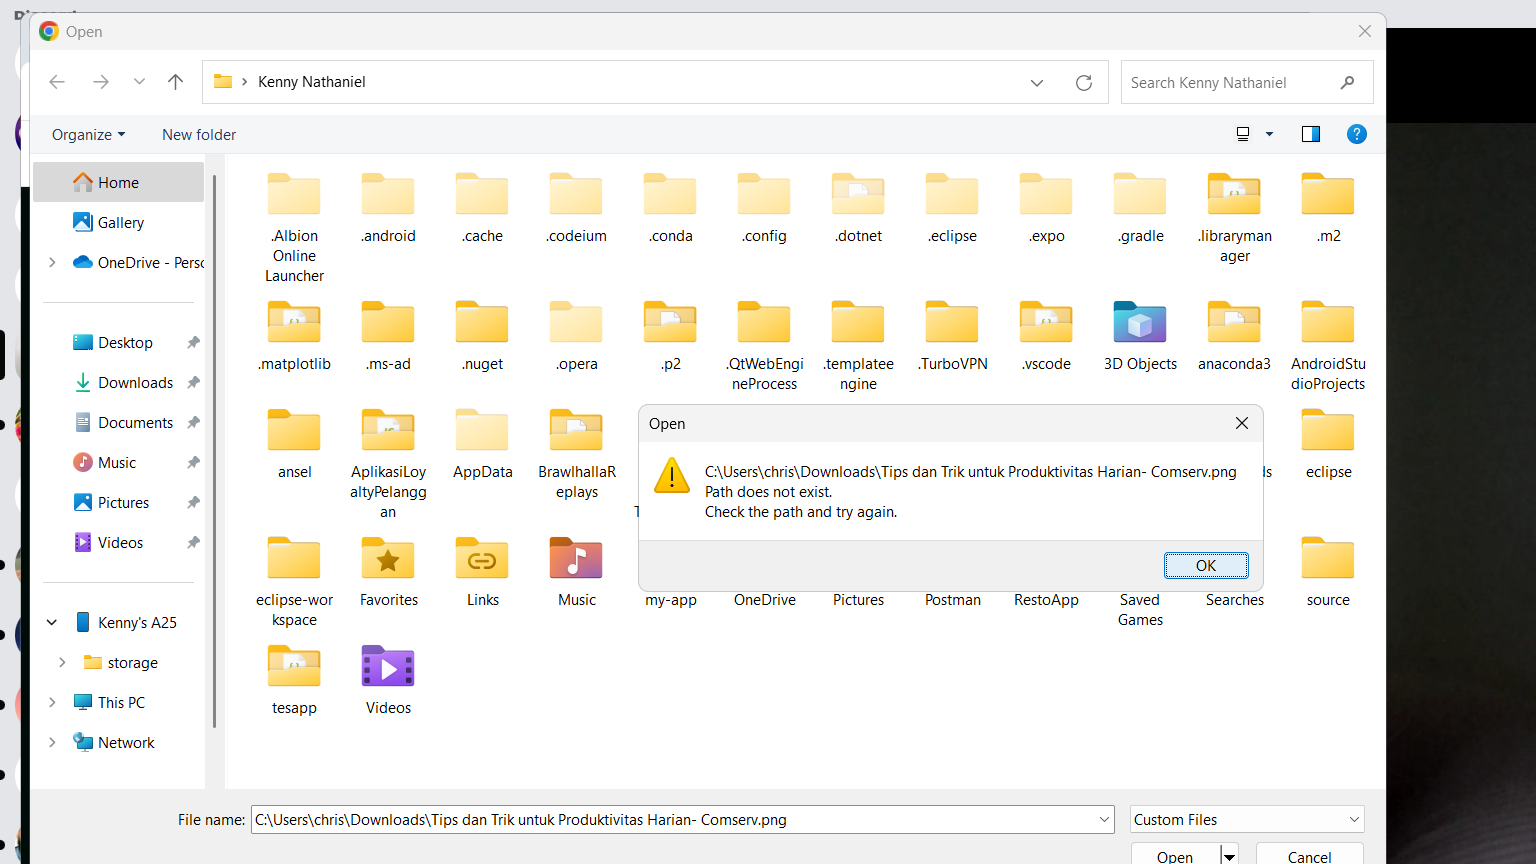 Open
Kenny Nathaniel
Search Kenny Nathaniel
Organize
New folder
Home
Gallery
OneDrive - Perso
Desktop
Downloads
Documents
Music
Pictures
Videos
Kenny's A25
storage
This PC
Network
.Albion
Online
Launcher
.android
.cache
.codeium
.conda
.config
.dotnet
.eclipse
.expo
.gradle
.libraryman
ager
.m2
.matplotlib
.ms-ad
.nuget
.opera
.p2
.QtWebEngi
neProcess
.templatee
ngine
.TurboVPN
.vscode
3D Objects
anaconda3
AndroidStu
dioProjects
ansel
AplikasiLoy
altyPelangg
an
AppData
BrawlhallaR
eplays
eclipse
Open
C:\Users\chris\Downloads\Tips dan Trik untuk Produktivitas Harian- Comserv.png
Path does not exist.
Check the path and try again.
OK
eclipse-wor
kspace
Favorites
Links
Music
my-app
OneDrive
Pictures
Postman
RestoApp
Saved
Games
Searches
source
tesapp
Videos
File name:
C:\Users\chris\Downloads\Tips dan Trik untuk Produktivitas Harian- Comserv.png
Custom Files
Open
Cancel